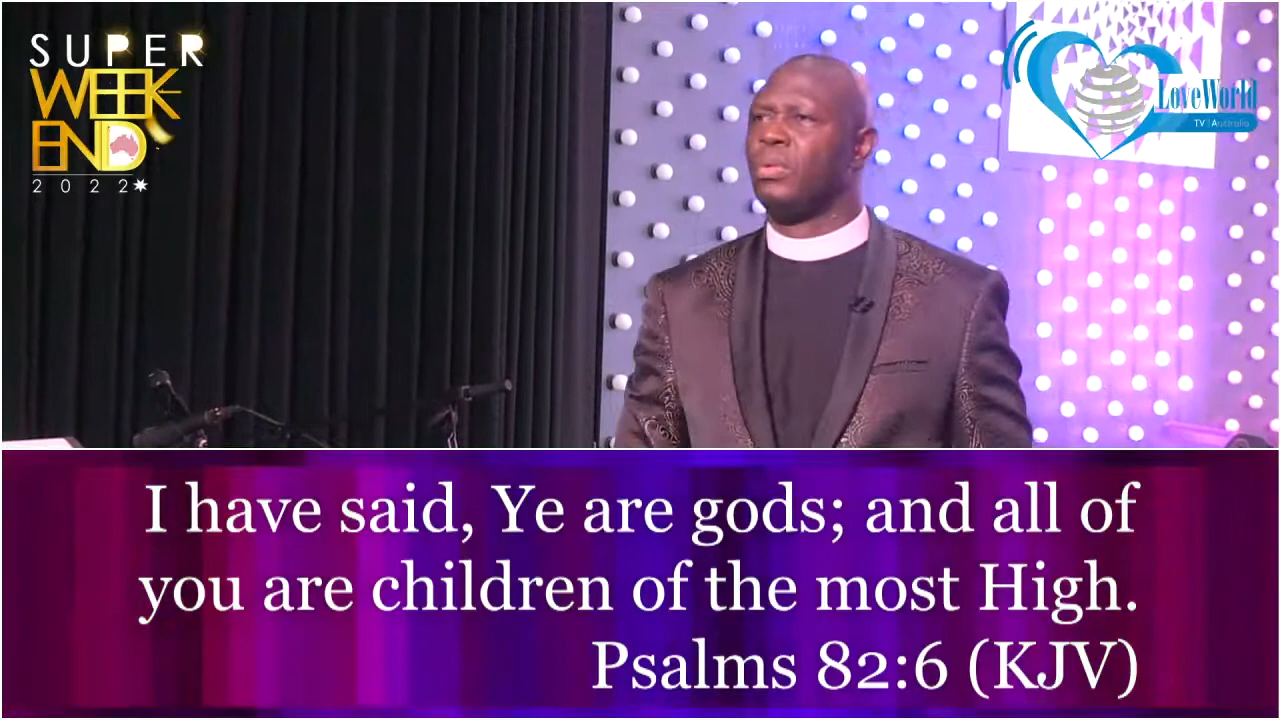 SUPER
WEEK
END
2022
LoveWorld
TV | Australia
I have said, Ye are gods; and all of
you are children of the most High.
Psalms 82:6 (KJV)